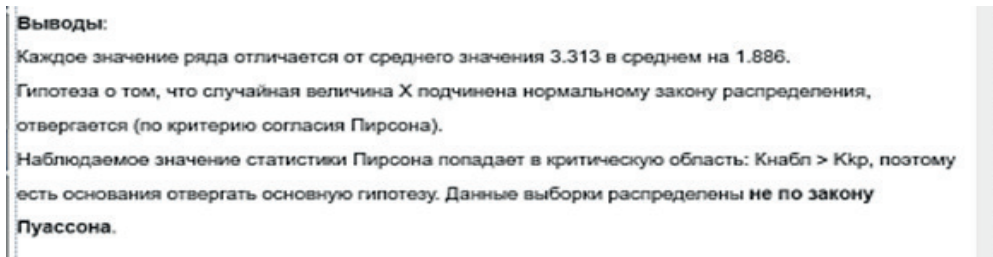 Выводы:
Каждое значение ряда отличается от среднего значения 3.313 в среднем на 1.886.
Гипотеза о том, что случайная величина X подчинена нормальному закону распределения,
отвергается (по критерию согласия Пирсона).
Наблюдаемое значение статистики Пирсона попадает в критическую область: Кнабл > Kkp, поэтому
есть основания отвергать основную гипотезу. Данные выборки распределены не по закону
Пуассона.